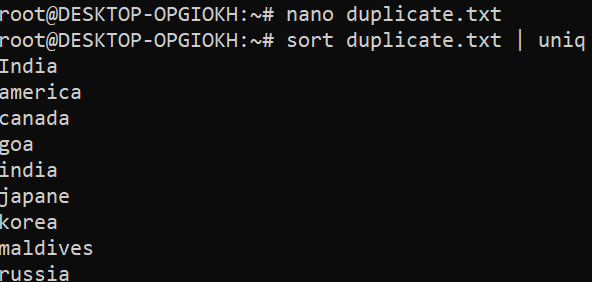 root@DESKTOP-OPGIOKH:~# nano duplicate.txt
root@DESKTOP-OPGIOKH:~# sort duplicate.txt | uniq
India
america
canada
goa
india
japane
korea
maldives
russia